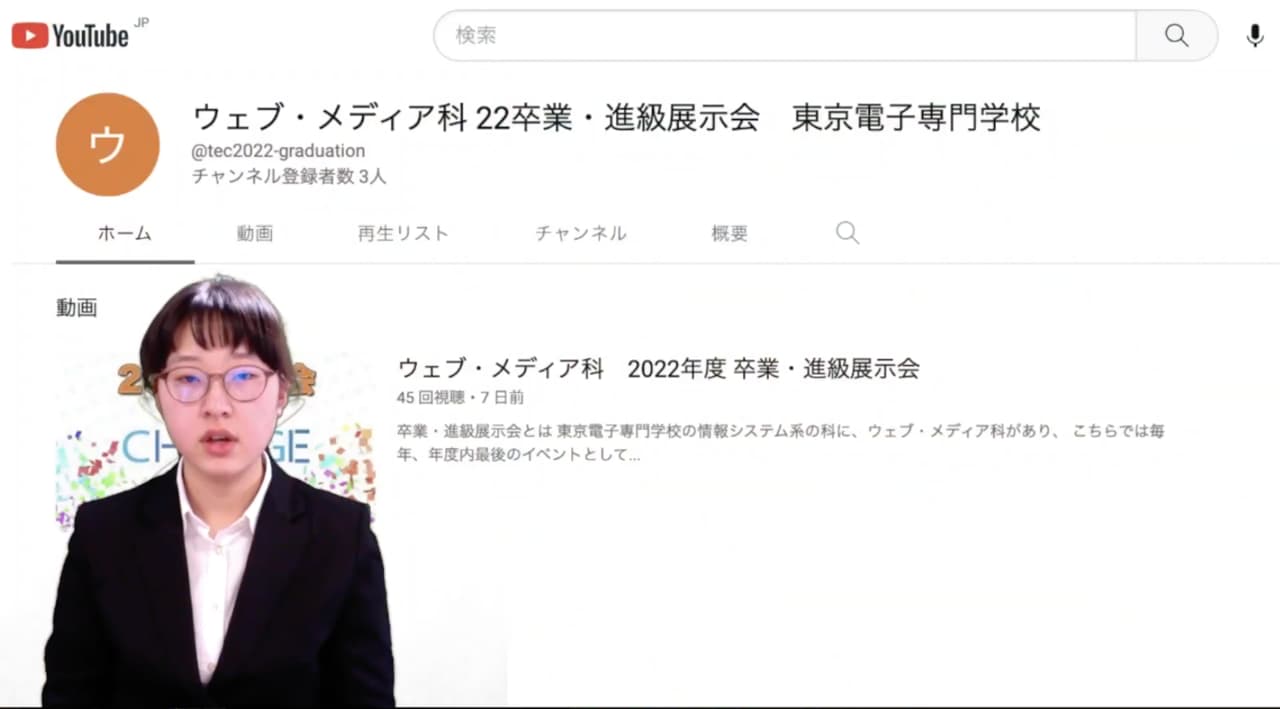 YouTube JP
検索
ウ
ウェブ・メディア科 22卒業・進級展示会　東京電子専門学校
@tec2022-graduation
チャンネル登録者数 3人
ホーム 動画 再生リスト チャンネル 概要
動画
ウェブ・メディア科　2022年度 卒業・進級展示会
45 回視聴・7 日前
卒業・進級展示会とは 東京電子専門学校の情報システム系の科に、ウェブ・メディア科があり、 こちらでは毎
年、年度内最後のイベントとして...